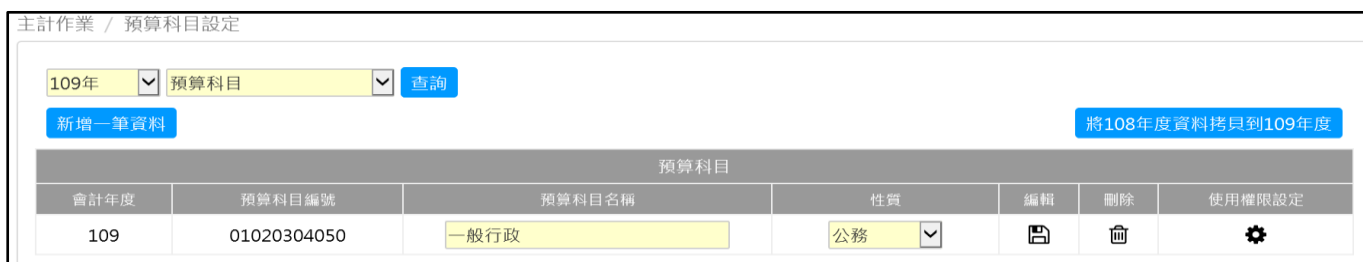 主計作業 / 預算科目設定
109年 預算科目 查詢
新增一筆資料 將108年度資料拷貝到109年度
預算科目
會計年度 預算科目編號 預算科目名稱 性質 編輯 刪除 使用權限設定
109 01020304050 一般行政 公務